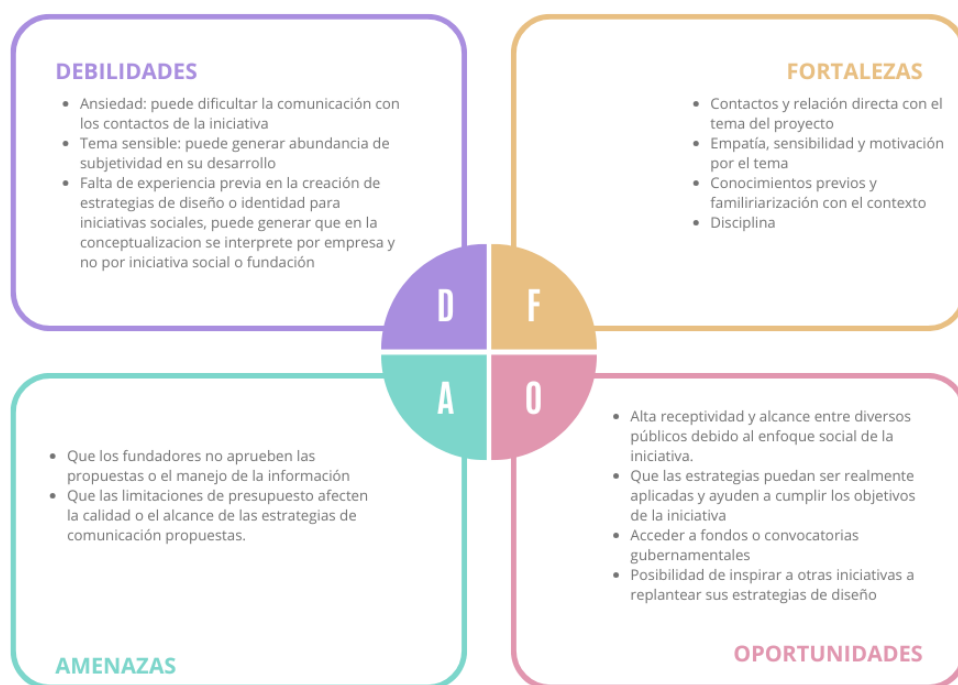 DEBILIDADES
Ansiedad: puede dificultar la comunicación con
los contactos de la iniciativa
Tema sensible: puede generar abundancia de
subjetividad en su desarrollo
Falta de experiencia previa en la creación de
estrategias de diseño o identidad para
iniciativas sociales, puede generar que en la
conceptualizacion se interprete por empresa y
no por iniciativa social o fundación
FORTALEZAS
Contactos y relación directa con el
tema del proyecto
Empatía, sensibilidad y motivación
por el tema
Conocimientos previos y
familiriarización con el contexto
Disciplina
D
F
A
O
Que los fundadores no aprueben las
propuestas o el manejo de la información
Que las limitaciones de presupuesto afecten
la calidad o el alcance de las estrategias de
comunicación propuestas.
AMENAZAS
Alta receptividad y alcance entre diversos
públicos debido al enfoque social de la
iniciativa.
Que las estrategias puedan ser realmente
aplicadas y ayuden a cumplir los objetivos
de la iniciativa
Acceder a fondos o convocatorias
gubernamentales
Posibilidad de inspirar a otras iniciativas a
replantear sus estrategias de diseño
OPORTUNIDADES